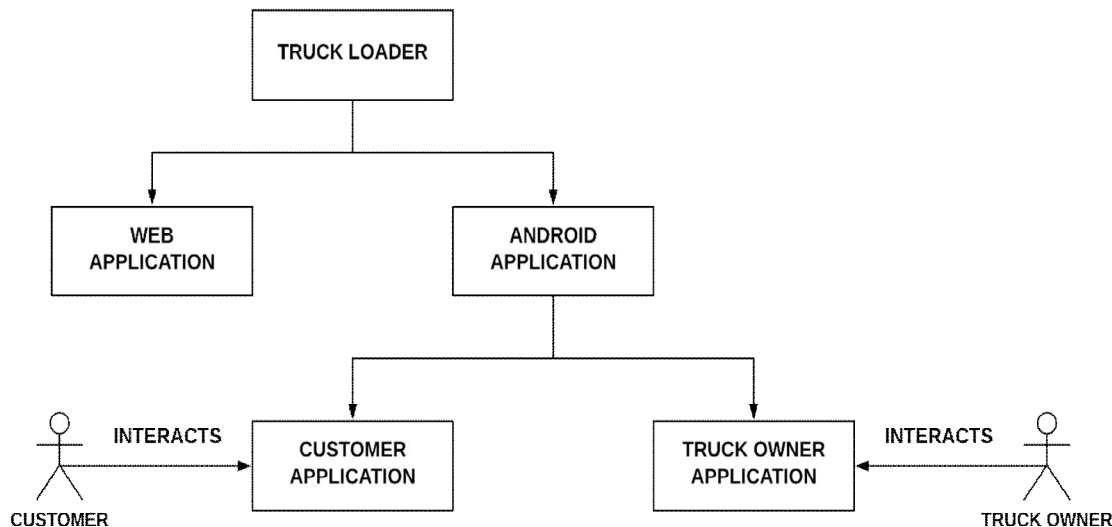 TRUCK LOADER
WEB
APPLICATION
ANDROID
APPLICATION
INTERACTS
CUSTOMER
APPLICATION
TRUCK OWNER
APPLICATION
INTERACTS
CUSTOMER
TRUCK OWNER